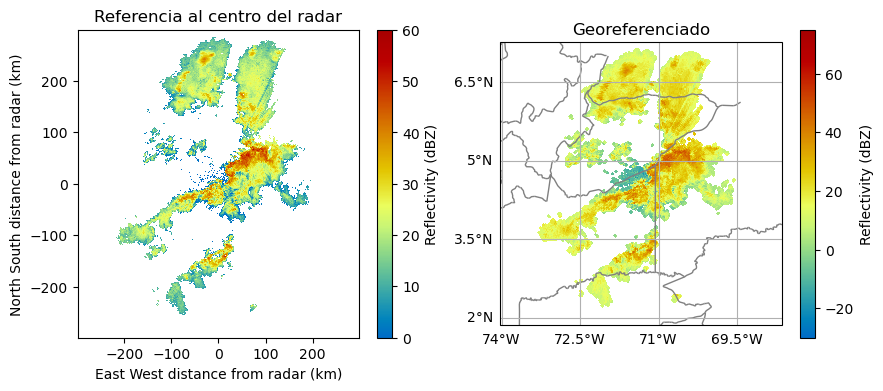 Referencia al centro del radar
North South distance from radar (km)
200
100
0
−100
−200
−200
−100
0
100
200
East West distance from radar (km)
60
50
40
30
20
10
0
Reflectivity (dBZ)
Georeferenciado
6.5°N
5°N
3.5°N
2°N
74°W
72.5°W
71°W
69.5°W
60
40
20
0
−20
Reflectivity (dBZ)